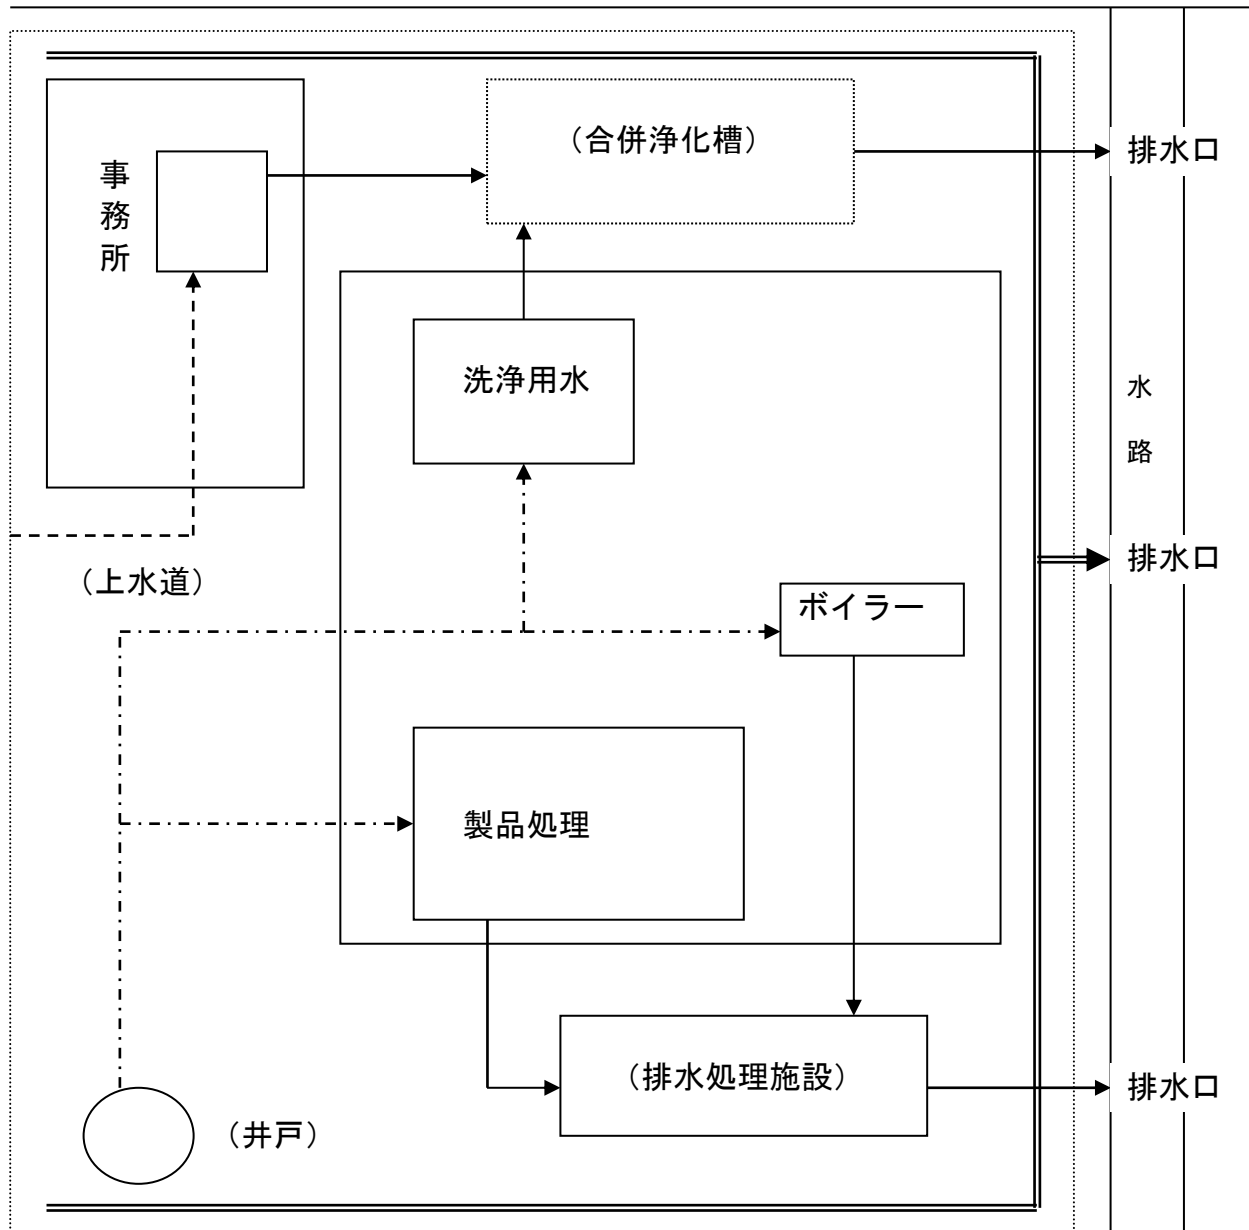 （合併浄化槽）
排水口
事務所
洗浄用水
水路
排水口
（上水道）
ボイラー
製品処理
（排水処理施設）
排水口
（井戸）